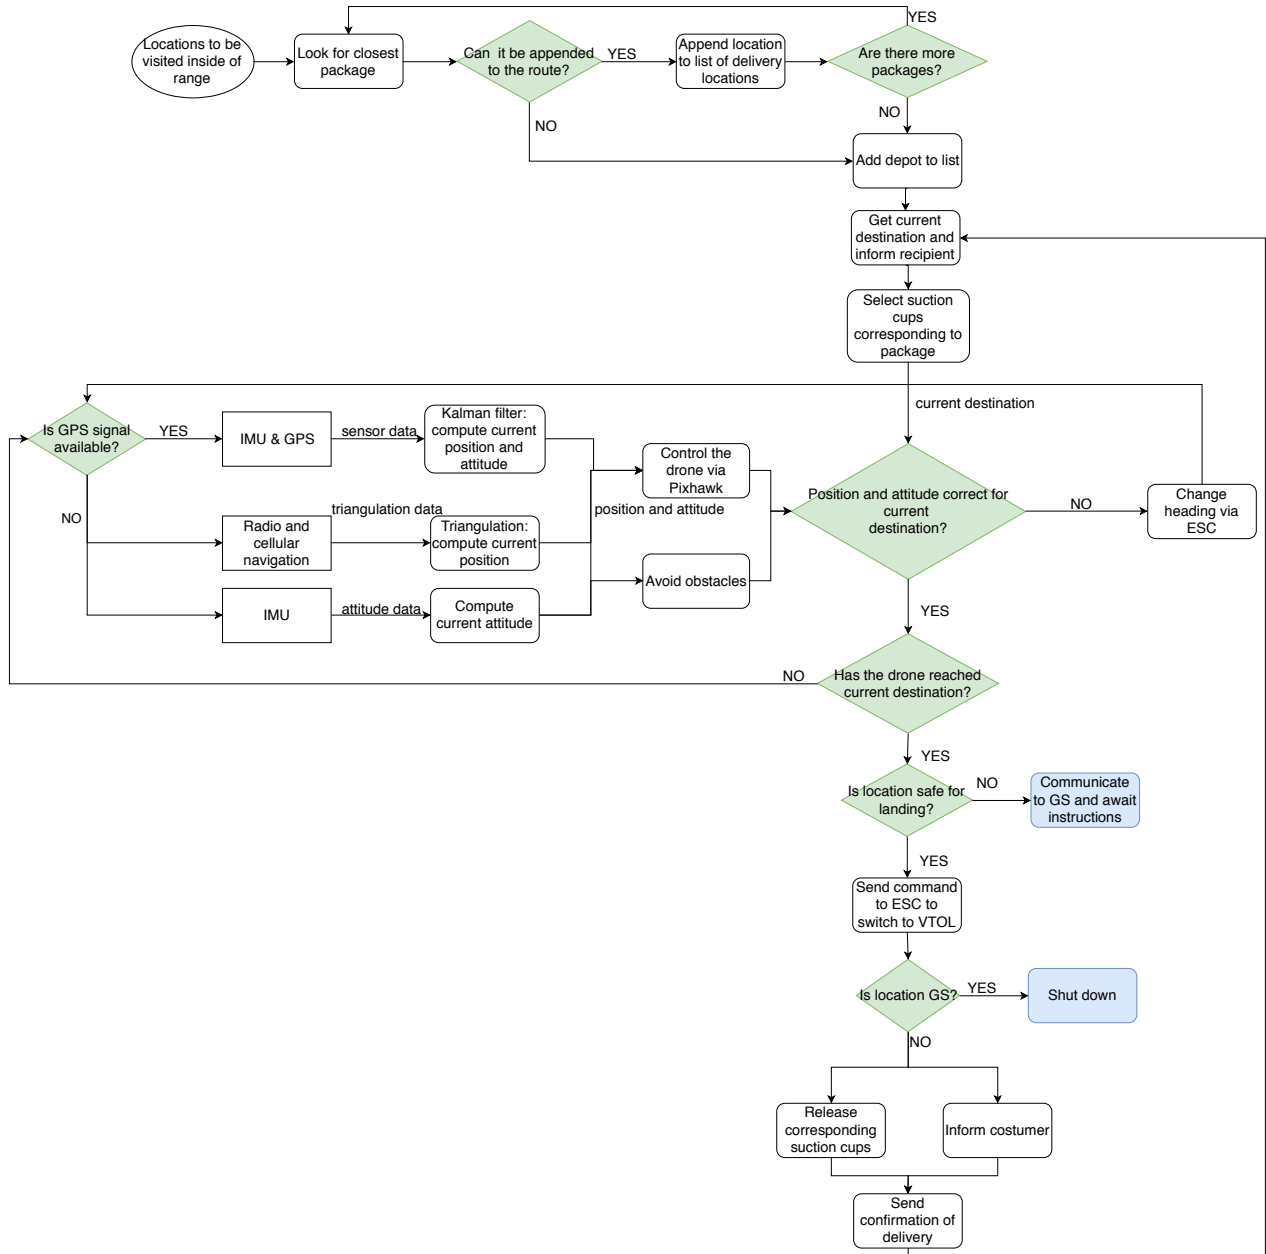 YES
Locations to be
visited inside of
range
Look for closest
package
Can  it be appended
to the route?
YES
Append location
to list of delivery
locations
Are there more
packages?
NO
NO
Add depot to list
Get current
destination and
inform recipient
Select suction
cups
corresponding to
package
current destination
Is GPS signal
available?
YES
IMU & GPS
sensor data
Kalman filter:
compute current
position and
attitude
Control the
drone via
Pixhawk
NO
Radio and
cellular
navigation
triangulation data
Triangulation:
compute current
position
position and attitude
Position and attitude correct for
current
destination?
NO
Change
heading via
ESC
IMU
attitude data
Compute
current attitude
Avoid obstacles
YES
NO
Has the drone reached
current destination?
YES
Is location safe for
landing?
NO
Communicate
to GS and await
instructions
YES
Send command
to ESC to
switch to VTOL
Is location GS?
YES
Shut down
NO
Release
corresponding
suction cups
Inform costumer
Send
confirmation of
delivery